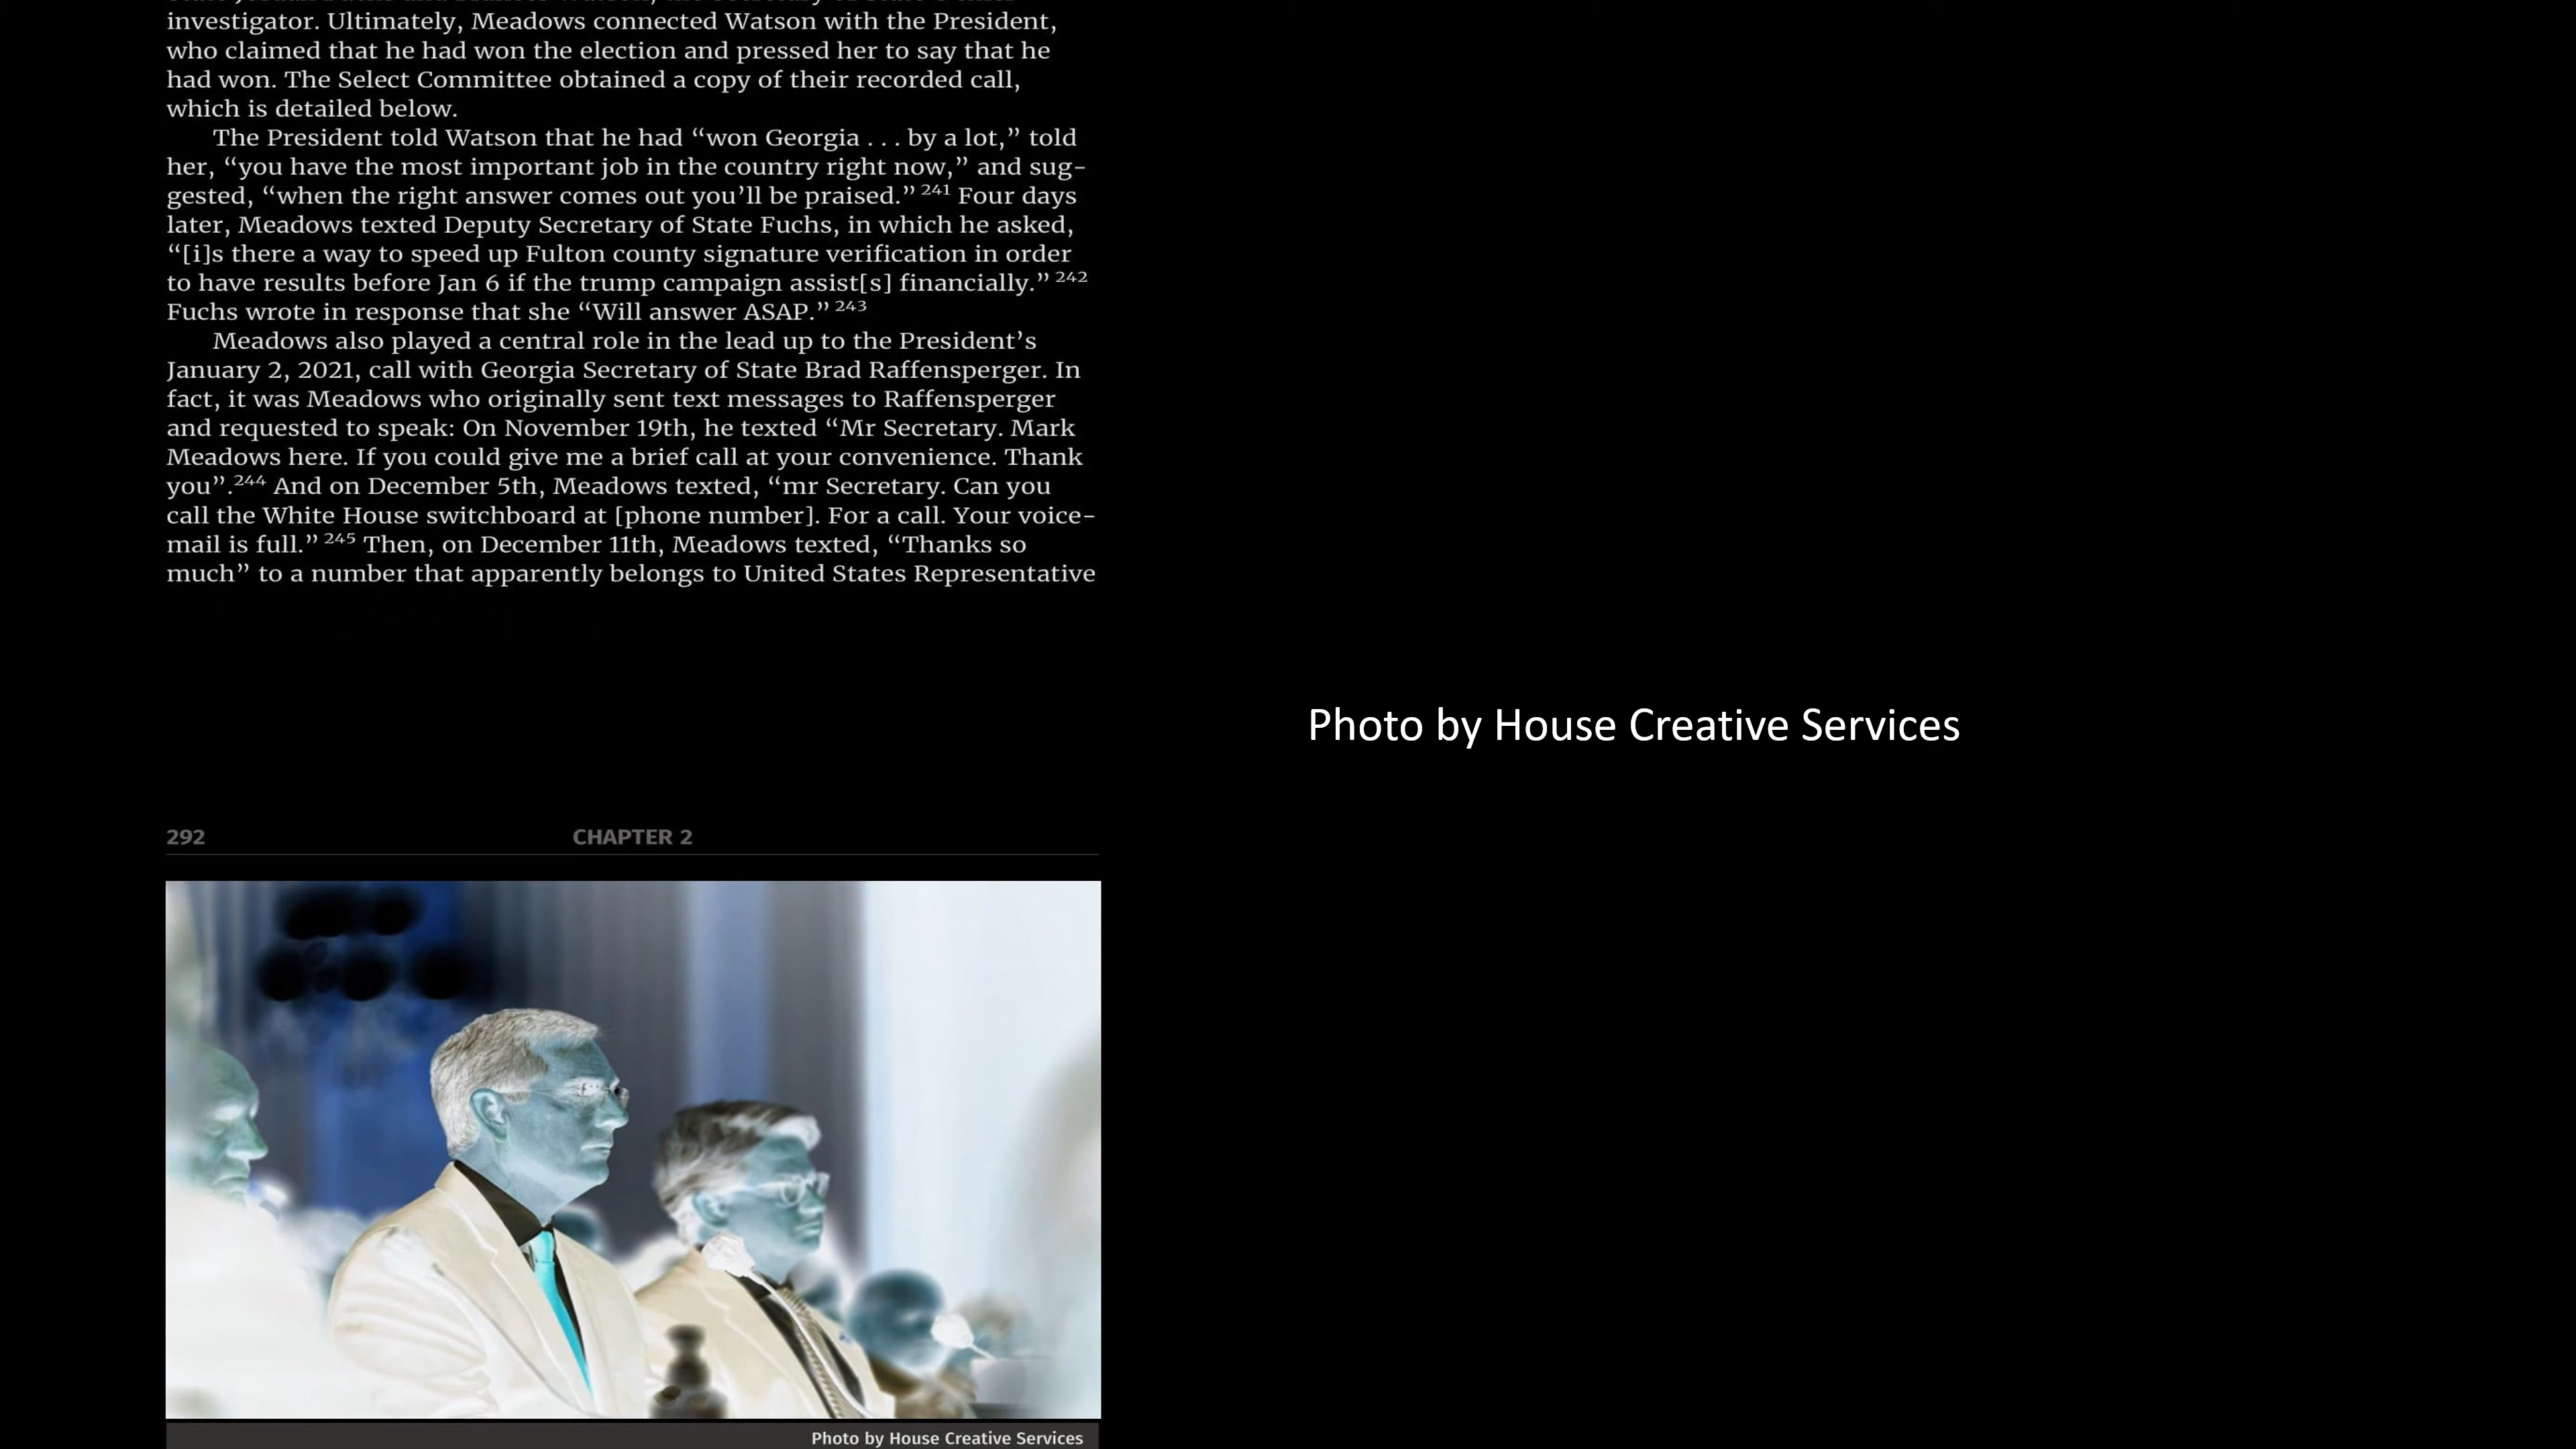 investigator. Ultimately, Meadows connected Watson with the President,
who claimed that he had won the election and pressed her to say that he
had won. The Select Committee obtained a copy of their recorded call,
which is detailed below.
The President told Watson that he had “won Georgia . . . by a lot,” told
her, “you have the most important job in the country right now,” and sug-
gested, “when the right answer comes out you’ll be praised.” 241 Four days
later, Meadows texted Deputy Secretary of State Fuchs, in which he asked,
“[i]s there a way to speed up Fulton county signature verification in order
to have results before Jan 6 if the trump campaign assist[s] financially.” 242
Fuchs wrote in response that she “Will answer ASAP.” 243
Meadows also played a central role in the lead up to the President’s
January 2, 2021, call with Georgia Secretary of State Brad Raffensperger. In
fact, it was Meadows who originally sent text messages to Raffensperger
and requested to speak: On November 19th, he texted “Mr Secretary. Mark
Meadows here. If you could give me a brief call at your convenience. Thank
you”.244 And on December 5th, Meadows texted, “mr Secretary. Can you
call the White House switchboard at [phone number]. For a call. Your voice-
mail is full.” 245 Then, on December 11th, Meadows texted, “Thanks so
much” to a number that apparently belongs to United States Representative
Photo by House Creative Services
292 CHAPTER 2
Photo by House Creative Services